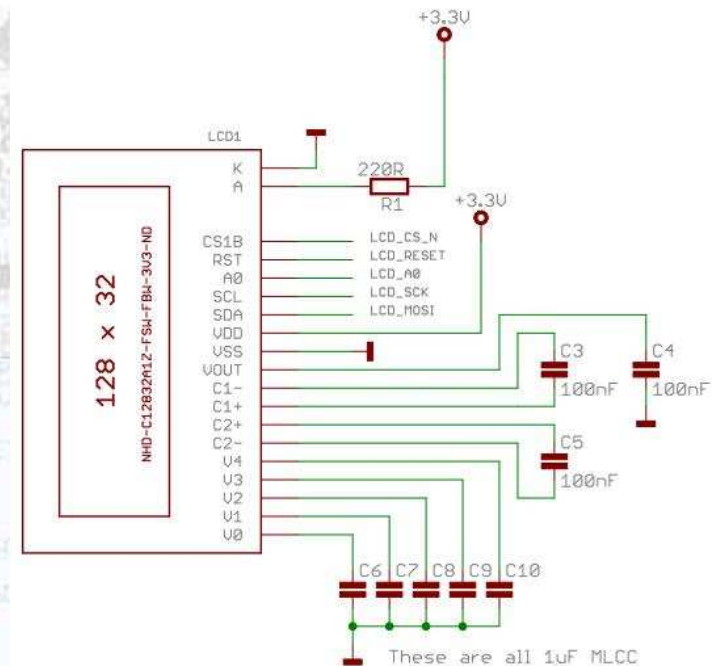 +3.3V
LCD1
K
A
220R
R1
+3.3V
128 x 32
NHD-C12832A1Z-FSW-FBW-3V3-ND
CS1B
RST
A0
SCL
SDA
VDD
VSS
VOUT
C1-
C1+
C2+
C2-
V4
V3
V2
V1
V0
LCD_CS_N
LCD_RESET
LCD_A0
LCD_SCK
LCD_MOSI
C3
100nF
C4
100nF
C5
100nF
C6 C7 C8 C9 C10
These are all 1uF MLCC